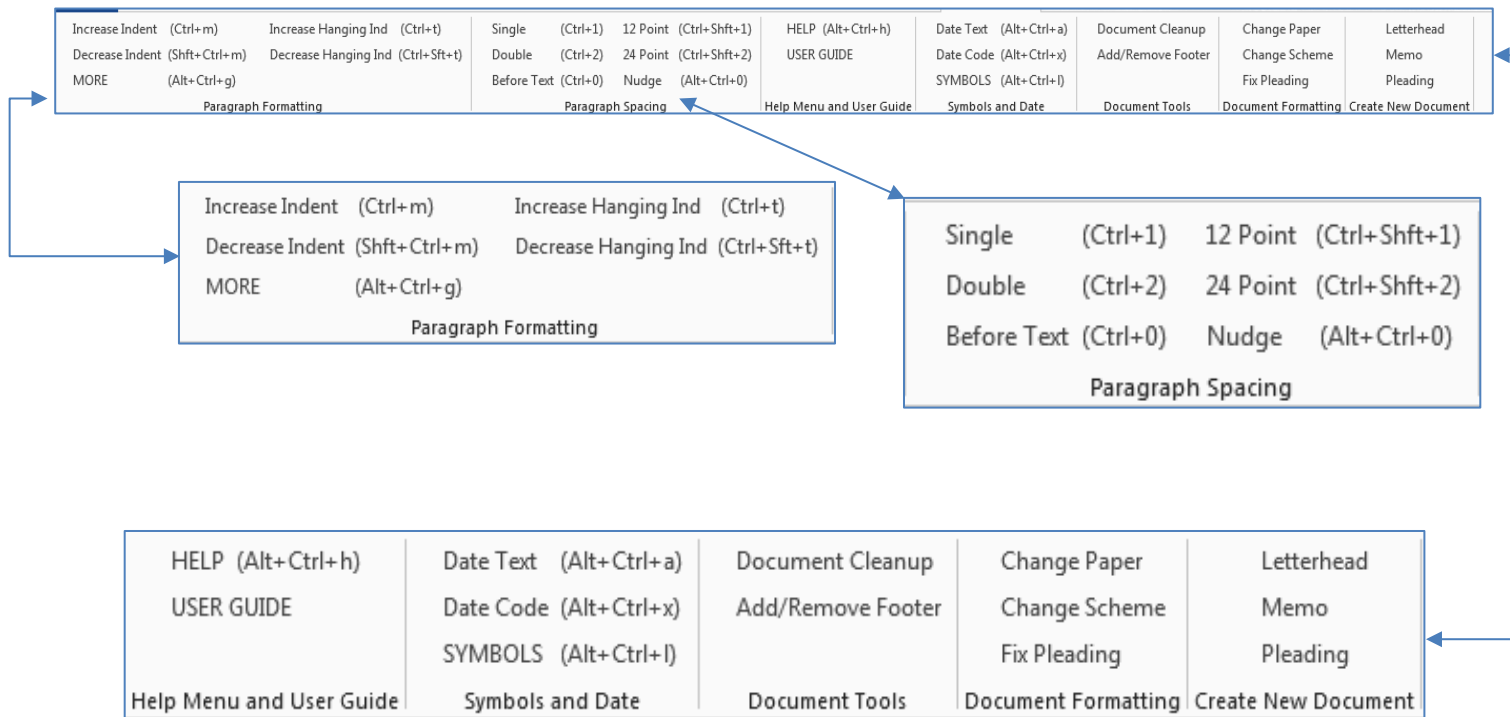 Increase Indent (Ctrl+m) Increase Hanging Ind (Ctrl+t) Single (Ctrl+1) 12 Point (Ctrl+Shft+1) HELP (Alt+Ctrl+h) Date Text (Alt+Ctrl+a) Document Cleanup Change Paper Letterhead
Decrease Indent (Shft+Ctrl+m) Decrease Hanging Ind (Ctrl+Sft+t) Double (Ctrl+2) 24 Point (Ctrl+Shft+2) USER GUIDE Date Code (Alt+Ctrl+x) Add/Remove Footer Change Scheme Memo
MORE (Alt+Ctrl+g) Before Text (Ctrl+0) Nudge (Alt+Ctrl+0) SYMBOLS (Alt+Ctrl+l) Fix Pleading Pleading
Paragraph Formatting Paragraph Spacing Help Menu and User Guide Symbols and Date Document Tools Document Formatting Create New Document
Increase Indent (Ctrl+m) Increase Hanging Ind (Ctrl+t)
Decrease Indent (Shft+Ctrl+m) Decrease Hanging Ind (Ctrl+Sft+t)
MORE (Alt+Ctrl+g)
Paragraph Formatting
Single (Ctrl+1) 12 Point (Ctrl+Shft+1)
Double (Ctrl+2) 24 Point (Ctrl+Shft+2)
Before Text (Ctrl+0) Nudge (Alt+Ctrl+0)
Paragraph Spacing
HELP (Alt+Ctrl+h) Date Text (Alt+Ctrl+a) Document Cleanup Change Paper Letterhead
USER GUIDE Date Code (Alt+Ctrl+x) Add/Remove Footer Change Scheme Memo
SYMBOLS (Alt+Ctrl+l) Fix Pleading Pleading
Help Menu and User Guide Symbols and Date Document Tools Document Formatting Create New Document